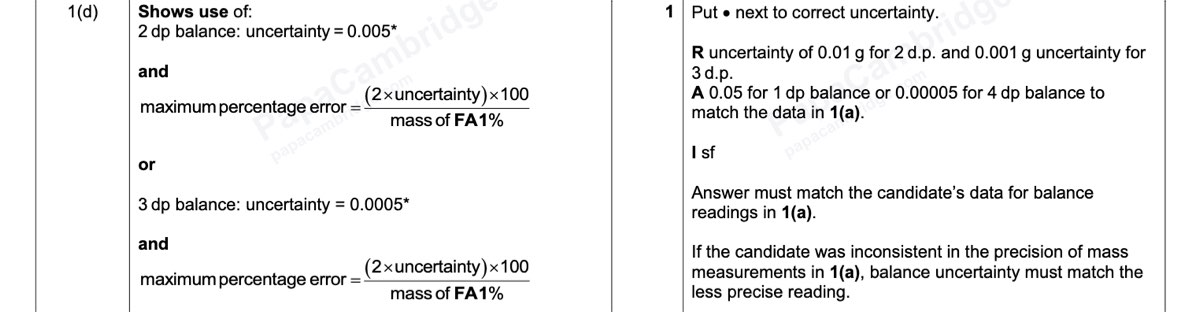 1(d)
Shows use of:
2 dp balance: uncertainty = 0.005*
and
maximum percentage error = (2×uncertainty)×100
mass of FA1%
or
3 dp balance: uncertainty = 0.0005*
and
maximum percentage error = (2×uncertainty)×100
mass of FA1%
1
Put • next to correct uncertainty.
R uncertainty of 0.01 g for 2 d.p. and 0.001 g uncertainty for
3 d.p.
A 0.05 for 1 dp balance or 0.00005 for 4 dp balance to
match the data in 1(a).
I sf
Answer must match the candidate's data for balance
readings in 1(a).
If the candidate was inconsistent in the precision of mass
measurements in 1(a), balance uncertainty must match the
less precise reading.